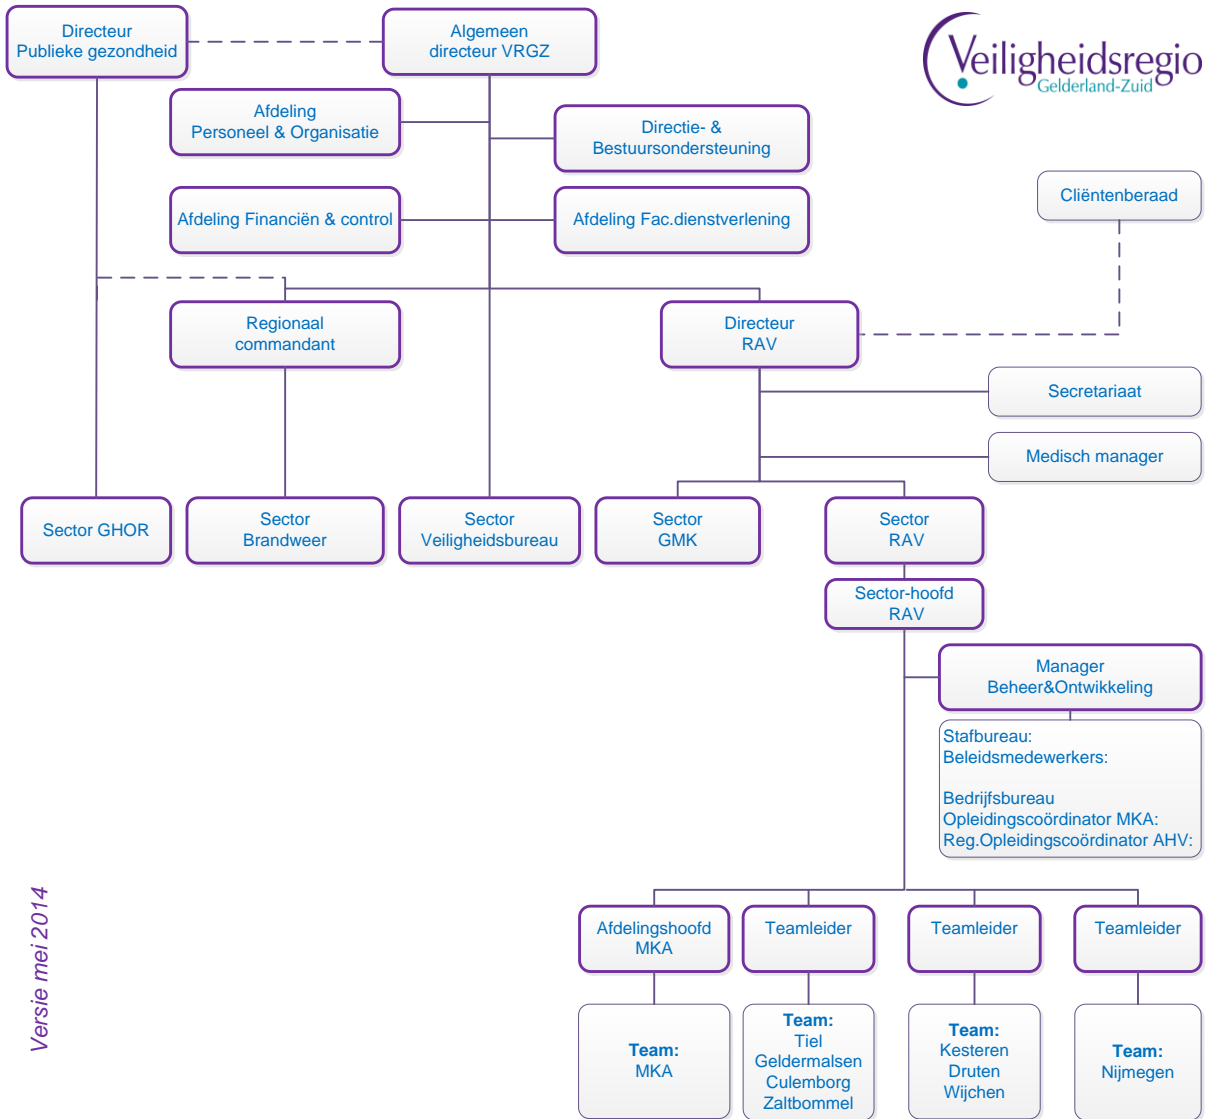 Directeur
Publieke gezondheid
Algemeen
directeur VRGZ
Veiligheidsregio
Gelderland-Zuid
Afdeling
Personeel & Organisatie
Directie- &
Bestuursondersteuning
Cliëntenberaad
Afdeling Financiën & control
Afdeling Fac.dienstverlening
Regionaal
commandant
Directeur
RAV
Secretariaat
Medisch manager
Sector GHOR
Sector
Brandweer
Sector
Veiligheidsbureau
Sector
GMK
Sector
RAV
Sector-hoofd
RAV
Manager
Beheer&Ontwikkeling
Stafbureau:
Beleidsmedewerkers:
Bedrijfsbureau
Opleidingscoördinator MKA:
Reg.Opleidingscoördinator AHV:
Afdelingshoofd
MKA
Teamleider
Teamleider
Teamleider
Team:
MKA
Team:
Tiel
Geldermalsen
Culemborg
Zaltbommel
Team:
Kesteren
Druten
Wijchen
Team:
Nijmegen
Versie mei 2014